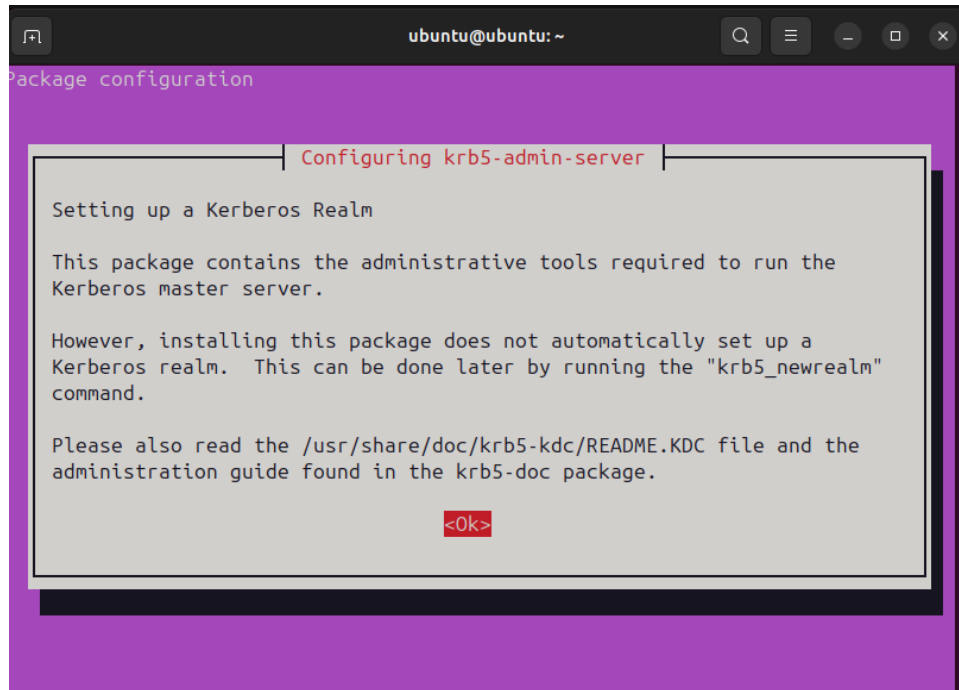 ubuntu@ubuntu: ~
Package configuration
Configuring krb5-admin-server
Setting up a Kerberos Realm
This package contains the administrative tools required to run the
Kerberos master server.
However, installing this package does not automatically set up a
Kerberos realm.  This can be done later by running the "krb5_newrealm"
command.
Please also read the /usr/share/doc/krb5-kdc/README.KDC file and the
administration guide found in the krb5-doc package.
<Ok>